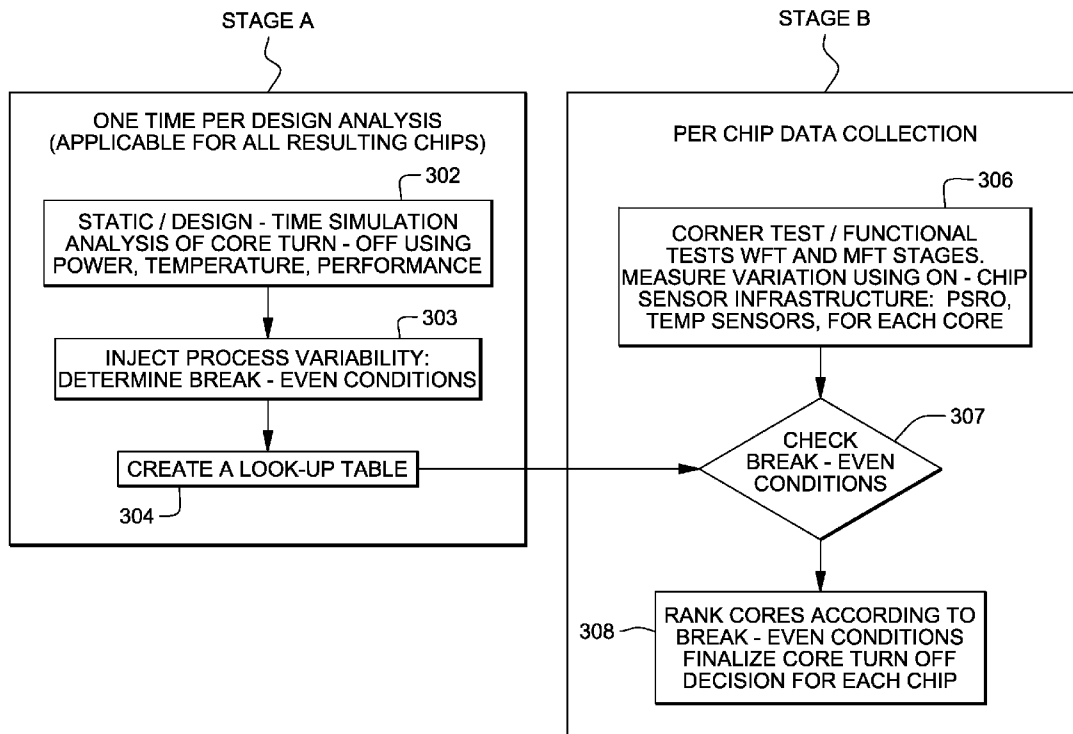 STAGE A
ONE TIME PER DESIGN ANALYSIS
(APPLICABLE FOR ALL RESULTING CHIPS)
302
STATIC / DESIGN - TIME SIMULATION
ANALYSIS OF CORE TURN - OFF USING
POWER, TEMPERATURE, PERFORMANCE
303
INJECT PROCESS VARIABILITY:
DETERMINE BREAK - EVEN CONDITIONS
CREATE A LOOK-UP TABLE
304
STAGE B
PER CHIP DATA COLLECTION
306
CORNER TEST / FUNCTIONAL
TESTS WFT AND MFT STAGES.
MEASURE VARIATION USING ON - CHIP
SENSOR INFRASTRUCTURE: PSRO,
TEMP SENSORS, FOR EACH CORE
307
CHECK
BREAK - EVEN
CONDITIONS
308
RANK CORES ACCORDING TO
BREAK - EVEN CONDITIONS
FINALIZE CORE TURN OFF
DECISION FOR EACH CHIP